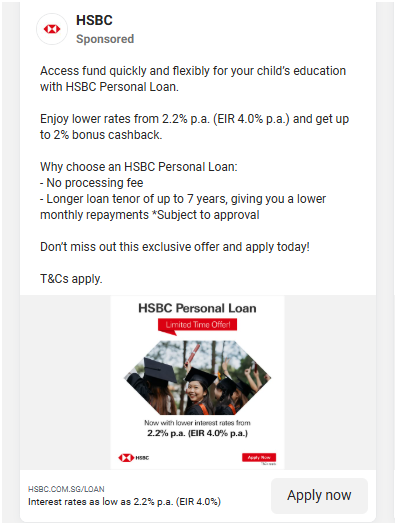 HSBC
Sponsored
Access fund quickly and flexibly for your child's education
with HSBC Personal Loan.
Enjoy lower rates from 2.2% p.a. (EIR 4.0% p.a.) and get up
to 2% bonus cashback.
Why choose an HSBC Personal Loan:
- No processing fee
- Longer loan tenor of up to 7 years, giving you a lower
monthly repayments *Subject to approval
Don't miss out this exclusive offer and apply today!
T&Cs apply.
HSBC Personal Loan
Limited Time Offer!
Now with lower interest rates from
2.2% p.a. (EIR 4.0% p.a.)
HSBC
Apply Now
*T&Cs apply
HSBC.COM.SG/LOAN
Interest rates as low as 2.2% p.a. (EIR 4.0%)
Apply now